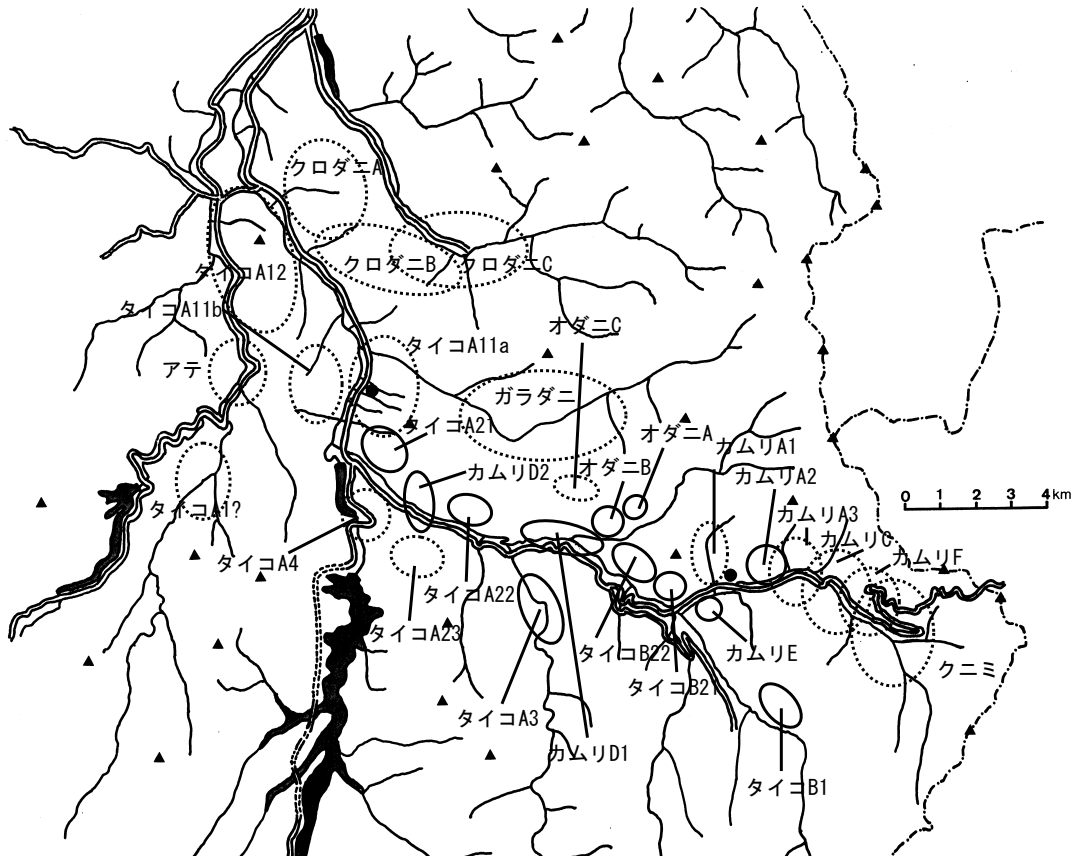 クロダニA
クロダニB
クロダニC
タイコA12
タイコA11b
オダニC
タイコA11a
アテ
ガラダニ
タイコA21
オダニA
カムリA1
カムリD2
オダニB
カムリA2
タイコA1?
カムリA3
カムリC
カムリF
タイコA4
タイコA22
タイコA23
タイコB22
カムリE
クニミ
タイコB21
タイコA3
カムリD1
タイコB1
0 1 2 3 4km